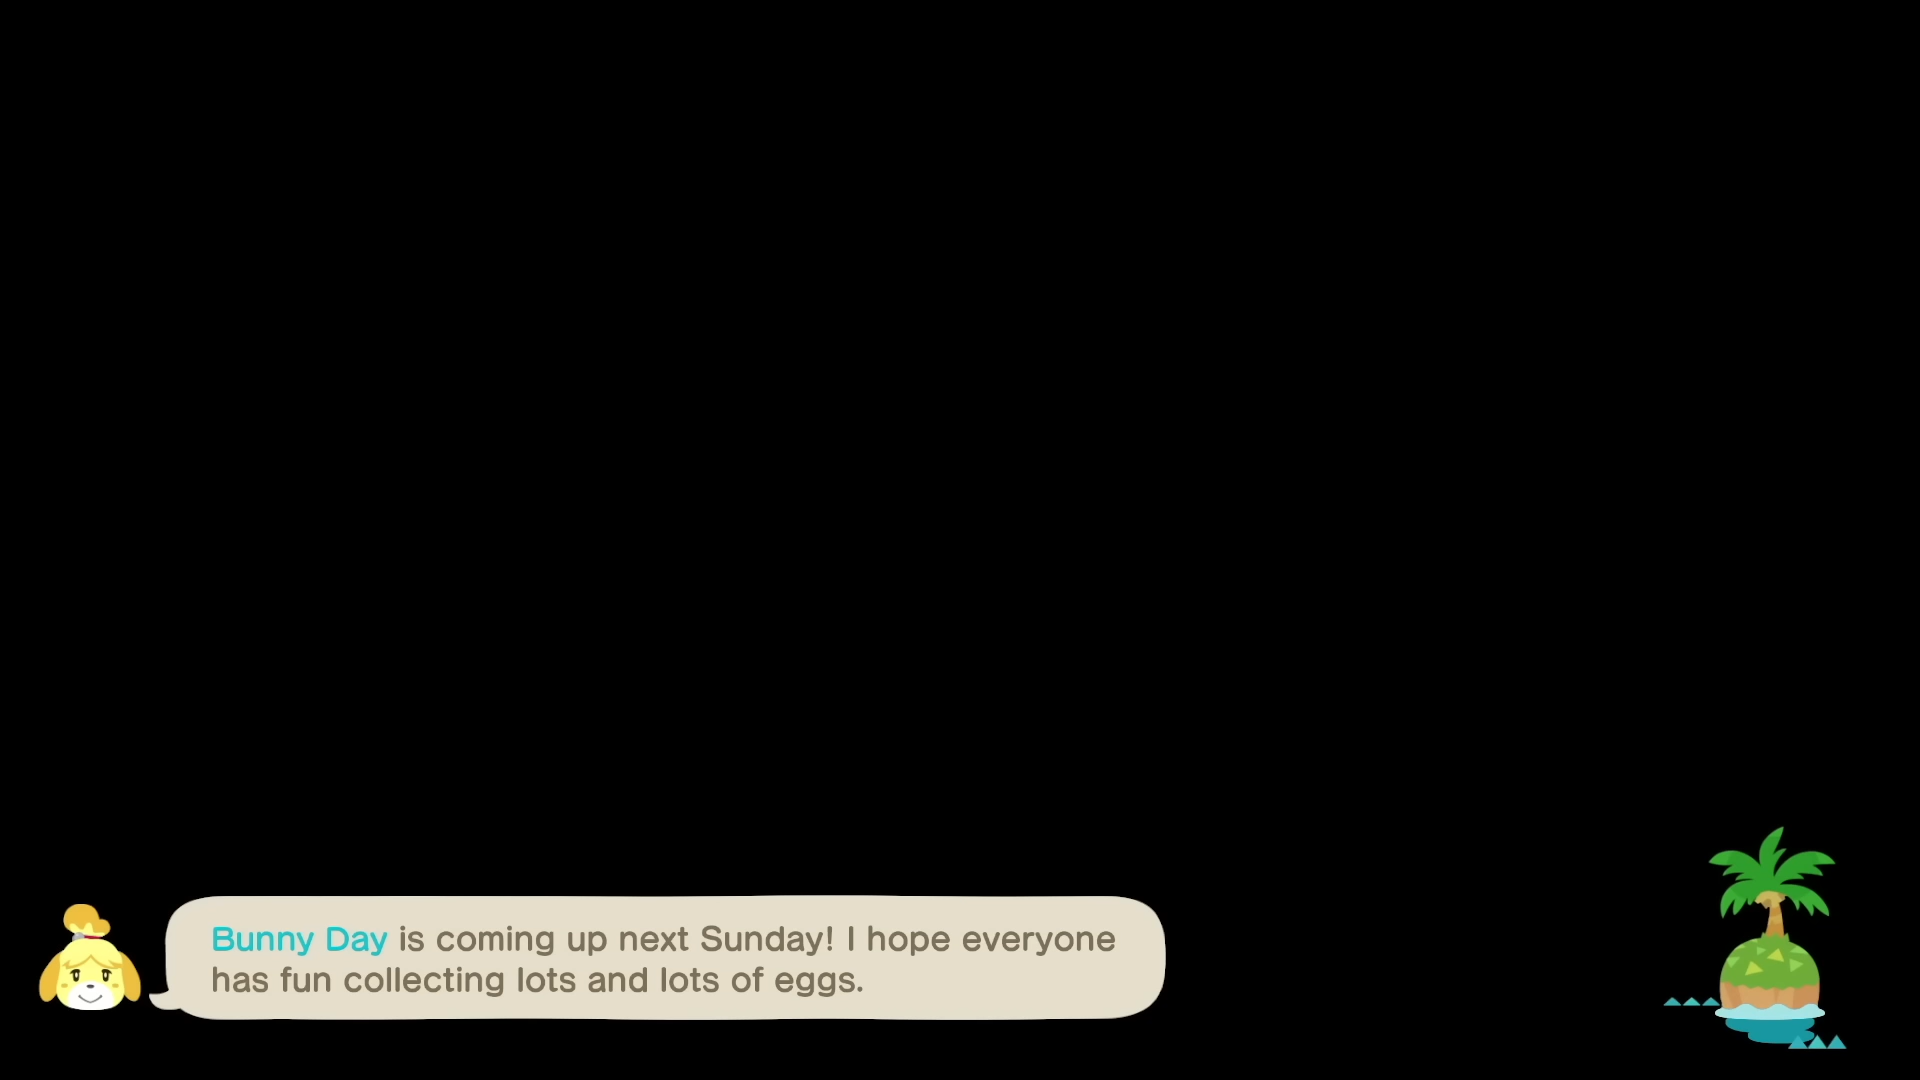 Bunny Day is coming up next Sunday! I hope everyone
has fun collecting lots and lots of eggs.